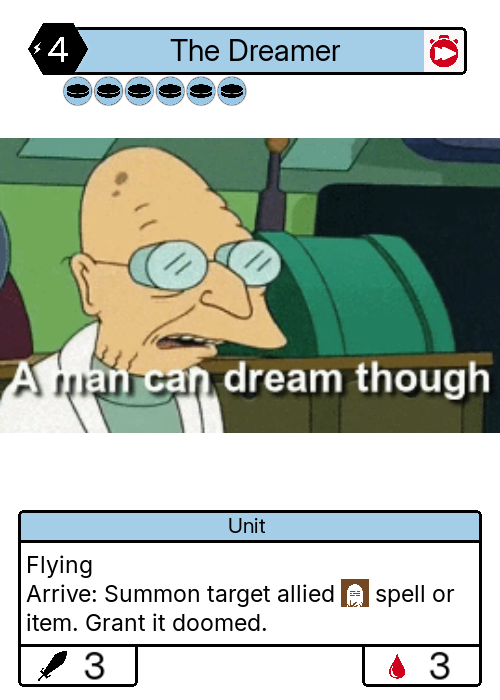 4
The Dreamer
A man can dream though
Unit
Flying
Arrive: Summon target allied spell or
item. Grant it doomed.
3
3